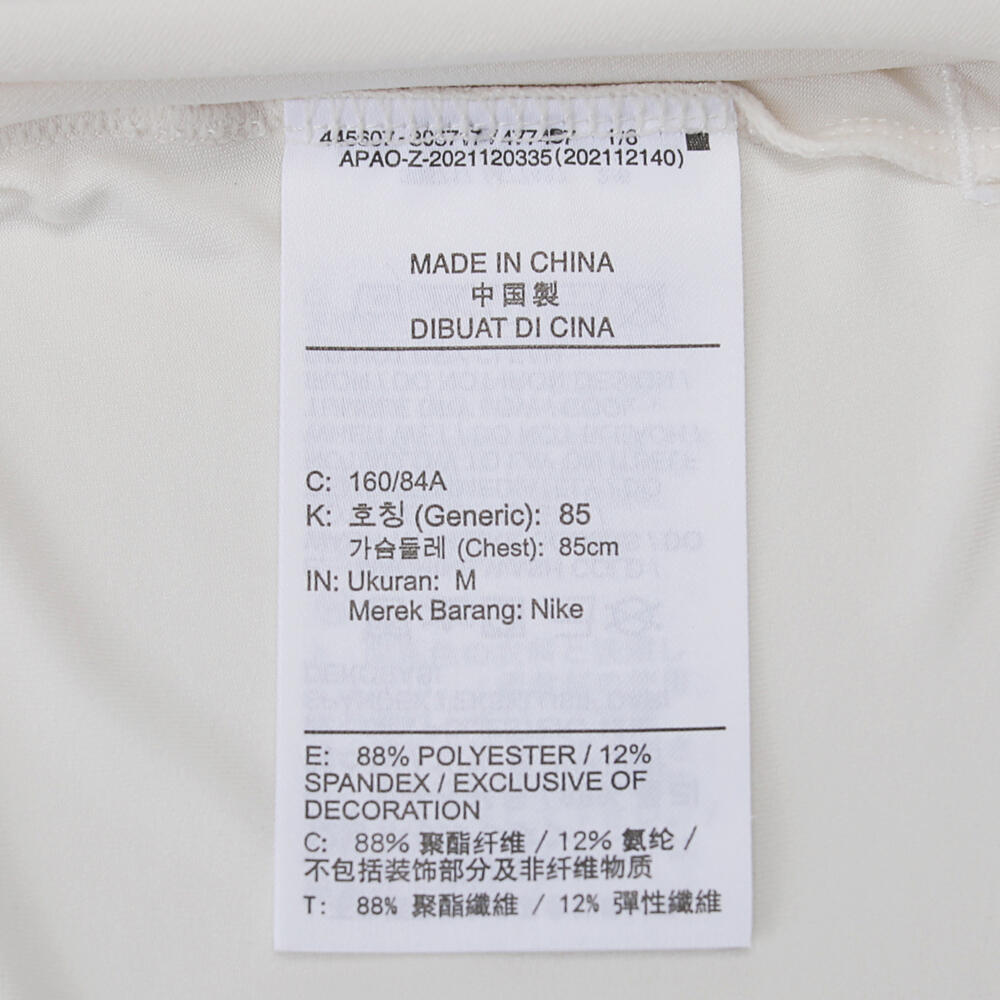 1/8
APAO-Z-2021120335(202112140)
MADE IN CHINA
中国製
DIBUAT DI CINA
C: 160/84A
K: 호칭 (Generic): 85
가슴둘레 (Chest): 85cm
IN: Ukuran: M
Merek Barang: Nike
E: 88% POLYESTER / 12%
SPANDEX / EXCLUSIVE OF
DECORATION
C: 88% 聚酯纤维 / 12% 氨纶 /
不包括装饰部分及非纤维物质
T: 88% 聚酯纖維 / 12% 彈性纖維